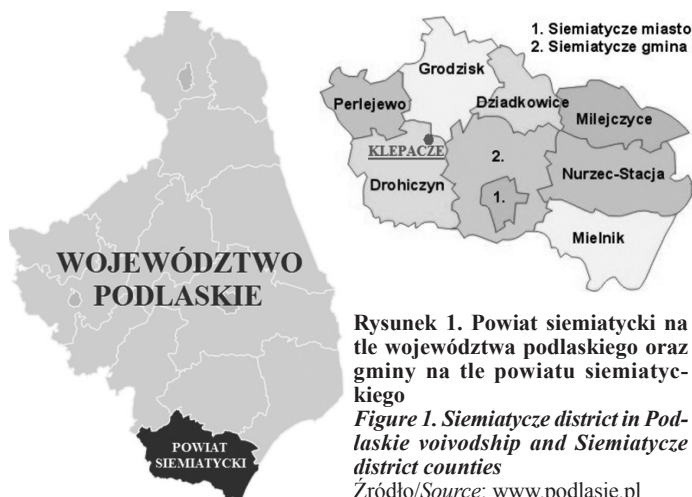 1. Siemiatycze miasto
2. Siemiatycze gmina
Grodzisk
Perlejewo
Dziadkowice
Milejczyce
KLEPACZE
2.
Nurzec-Stacja
Drohiczyn
1.
Mielnik
WOJEWÓDZTWO
PODLASKIE
POWIAT
SIEMIATYCKI
Rysunek 1. Powiat siemiatycki na
tle województwa podlaskiego oraz
gminy na tle powiatu siemiatyc-
kiego
Figure 1. Siemiatycze district in Pod-
laskie voivodship and Siemiatycze
district counties
Źródło/Source: www.podlasie.pl